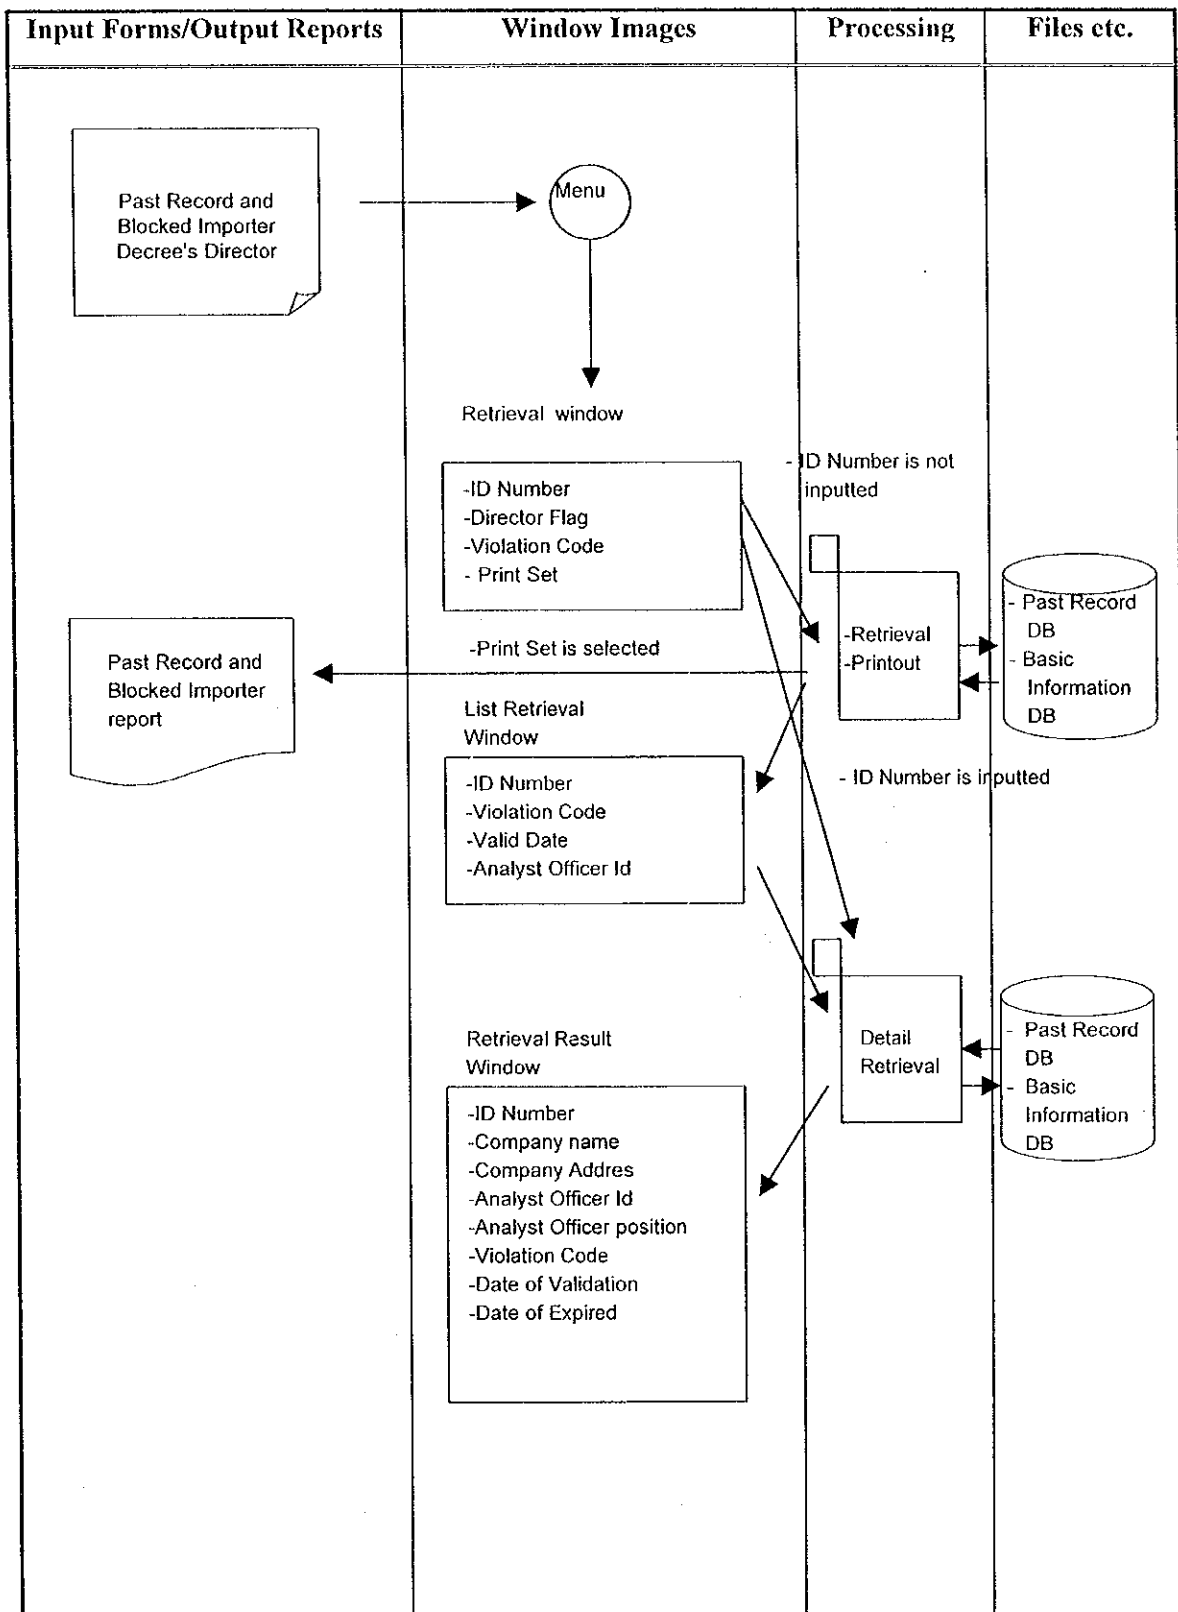 Input Forms/Output Reports
Window Images
Processing
Files etc.
Past Record and
Blocked Importer
Decree's Director
Menu
Retrieval window
- ID Number is not
inputted
-ID Number
-Director Flag
-Violation Code
- Print Set
-Retrieval
-Printout
- Past Record
DB
- Basic
Information
DB
-Print Set is selected
Past Record and
Blocked Importer
report
List Retrieval
Window
- ID Number is inputted
-ID Number
-Violation Code
-Valid Date
-Analyst Officer Id
Detail
Retrieval
- Past Record
DB
- Basic
Information
DB
Retrieval Result
Window
-ID Number
-Company name
-Company Addres
-Analyst Officer Id
-Analyst Officer position
-Violation Code
-Date of Validation
-Date of Expired